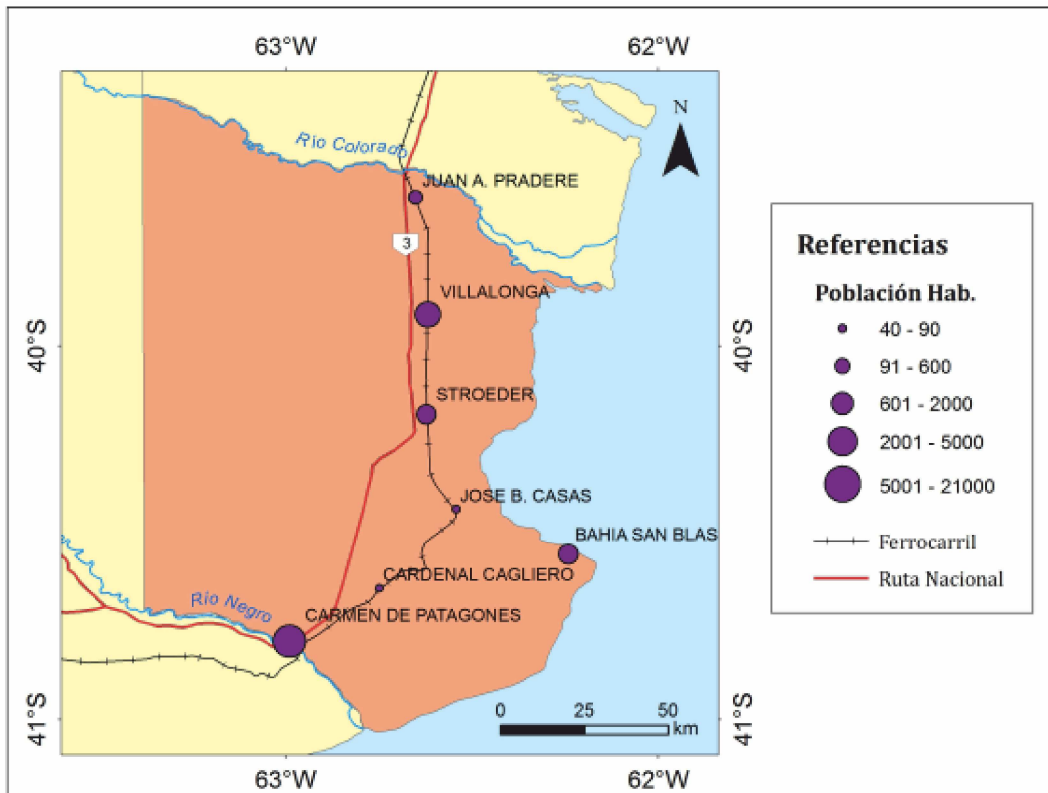 63°W
62°W
N
Río Colorado
JUAN A. PRADERE
3
VILLALONGA
40°S
40°S
STROEDER
JOSE B. CASAS
BAHIA SAN BLAS
CARDENAL CAGLIERO
Río Negro
CARMEN DE PATAGONES
0 25 50
km
41°S
41°S
63°W
62°W
Referencias
Población Hab.
40 - 90
91 - 600
601 - 2000
2001 - 5000
5001 - 21000
Ferrocarril
Ruta Nacional